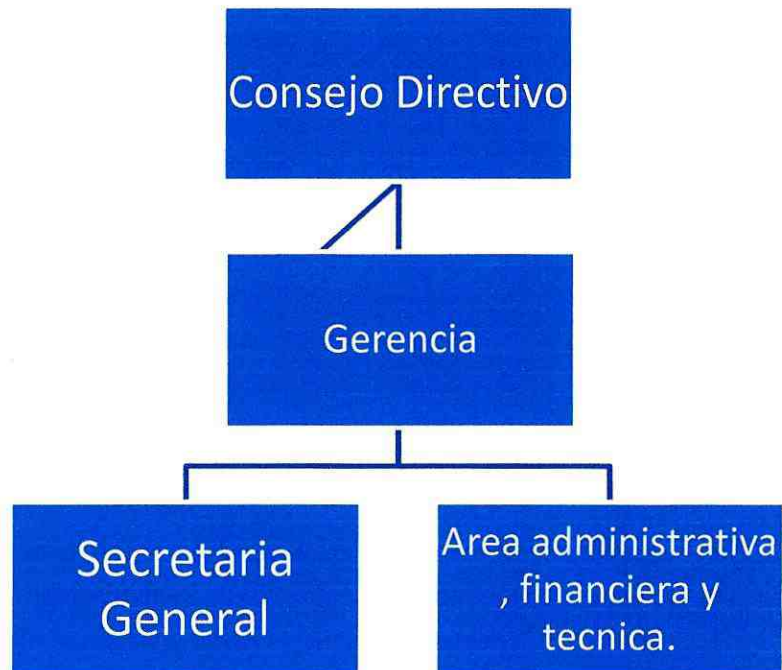 Consejo Directivo
Gerencia
Secretaria
General
Area administrativa
, financiera y
tecnica.